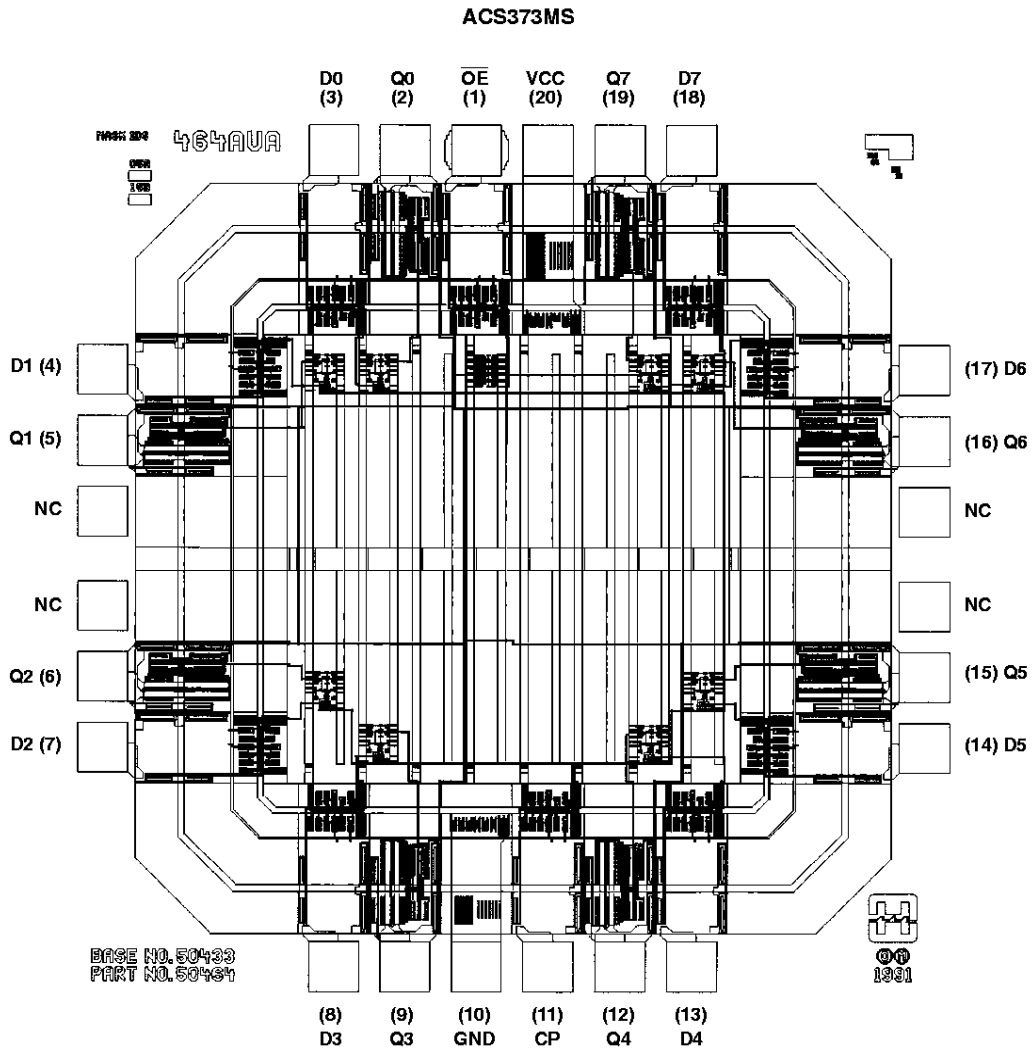 ACS373MS
D0 Q0 OE VCC Q7 D7
(3) (2) (1) (20) (19) (18)
MASK
464AUA
D1 (4)
(17) D6
Q1 (5)
(16) Q6
NC
NC
NC
NC
Q2 (6)
(15) Q5
D2 (7)
(14) D5
BASE NO. 50433
PART NO. 50464
1991
(8) (9) (10) (11) (12) (13)
D3 Q3 GND CP Q4 D4